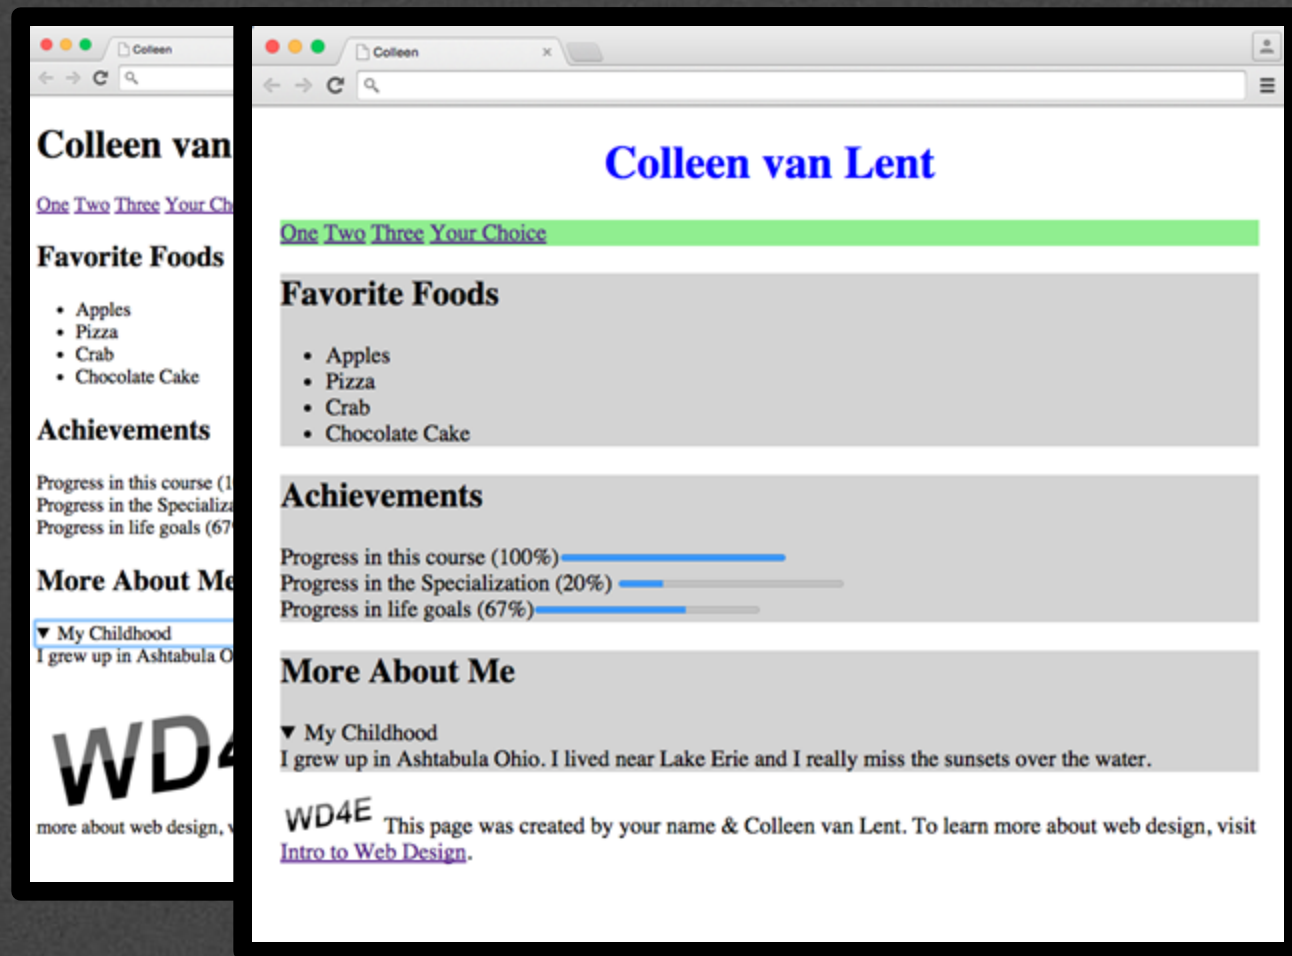 Colleen
Colleen van
One Two Three Your Ch
Favorite Foods
Apples
Pizza
Crab
Chocolate Cake
Achievements
Progress in this course (1
Progress in the Specializa
Progress in life goals (67
More About Me
▼ My Childhood
I grew up in Ashtabula O
WD4
more about web design, v
Colleen
Colleen van Lent
One Two Three Your Choice
Favorite Foods
Apples
Pizza
Crab
Chocolate Cake
Achievements
Progress in this course (100%)
Progress in the Specialization (20%)
Progress in life goals (67%)
More About Me
▼ My Childhood
I grew up in Ashtabula Ohio. I lived near Lake Erie and I really miss the sunsets over the water.
WD4E This page was created by your name & Colleen van Lent. To learn more about web design, visit
Intro to Web Design.